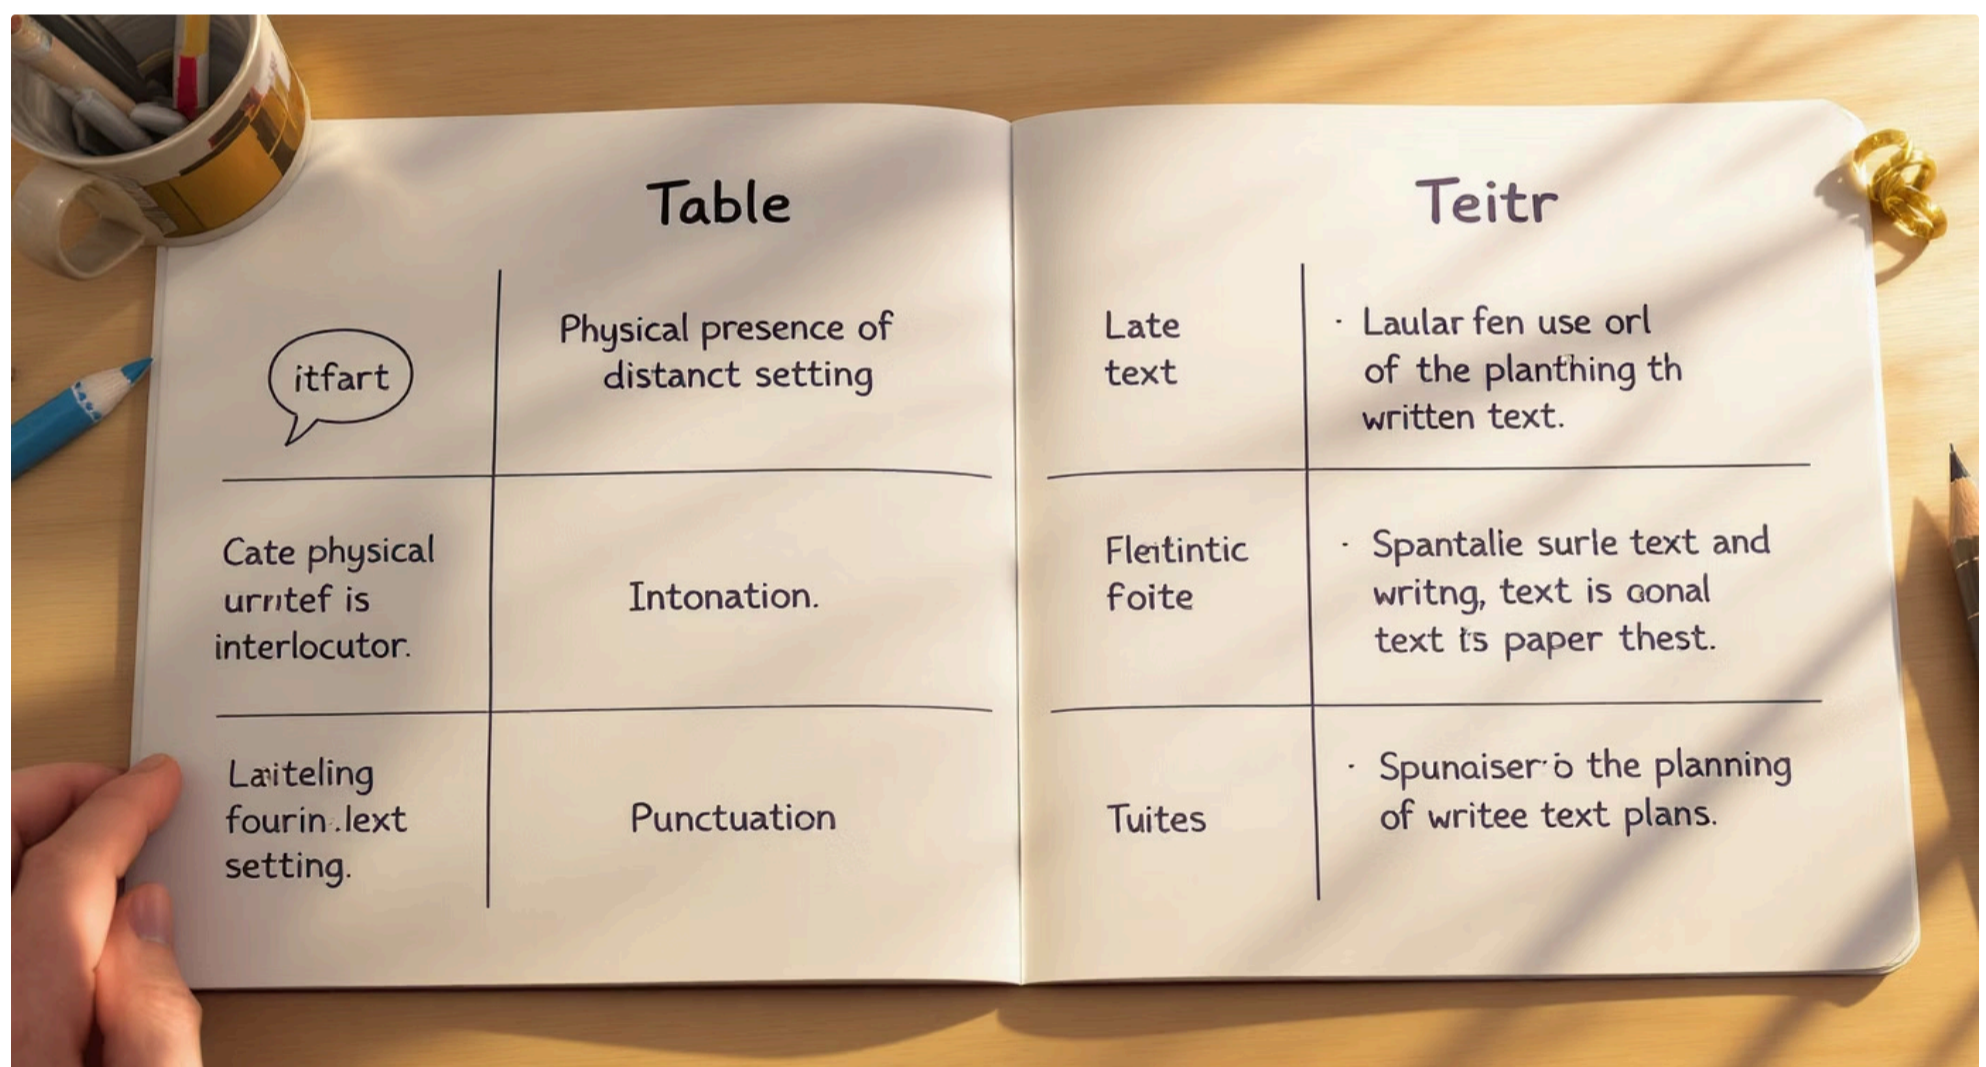 Table
itfart
Physical presence of
distanct setting
Cate physical
urntef is
interlocutor.
Intonation.
Laiteling
fourin.lext
setting.
Punctuation
Teitr
Late
text
· Laular fen use orl
of the planthing th
written text.
Fleitintic
foite
· Spantalie surle text and
writng, text is oonal
text is paper thest.
Tuites
· Spunaiser o the planning
of writee text plans.